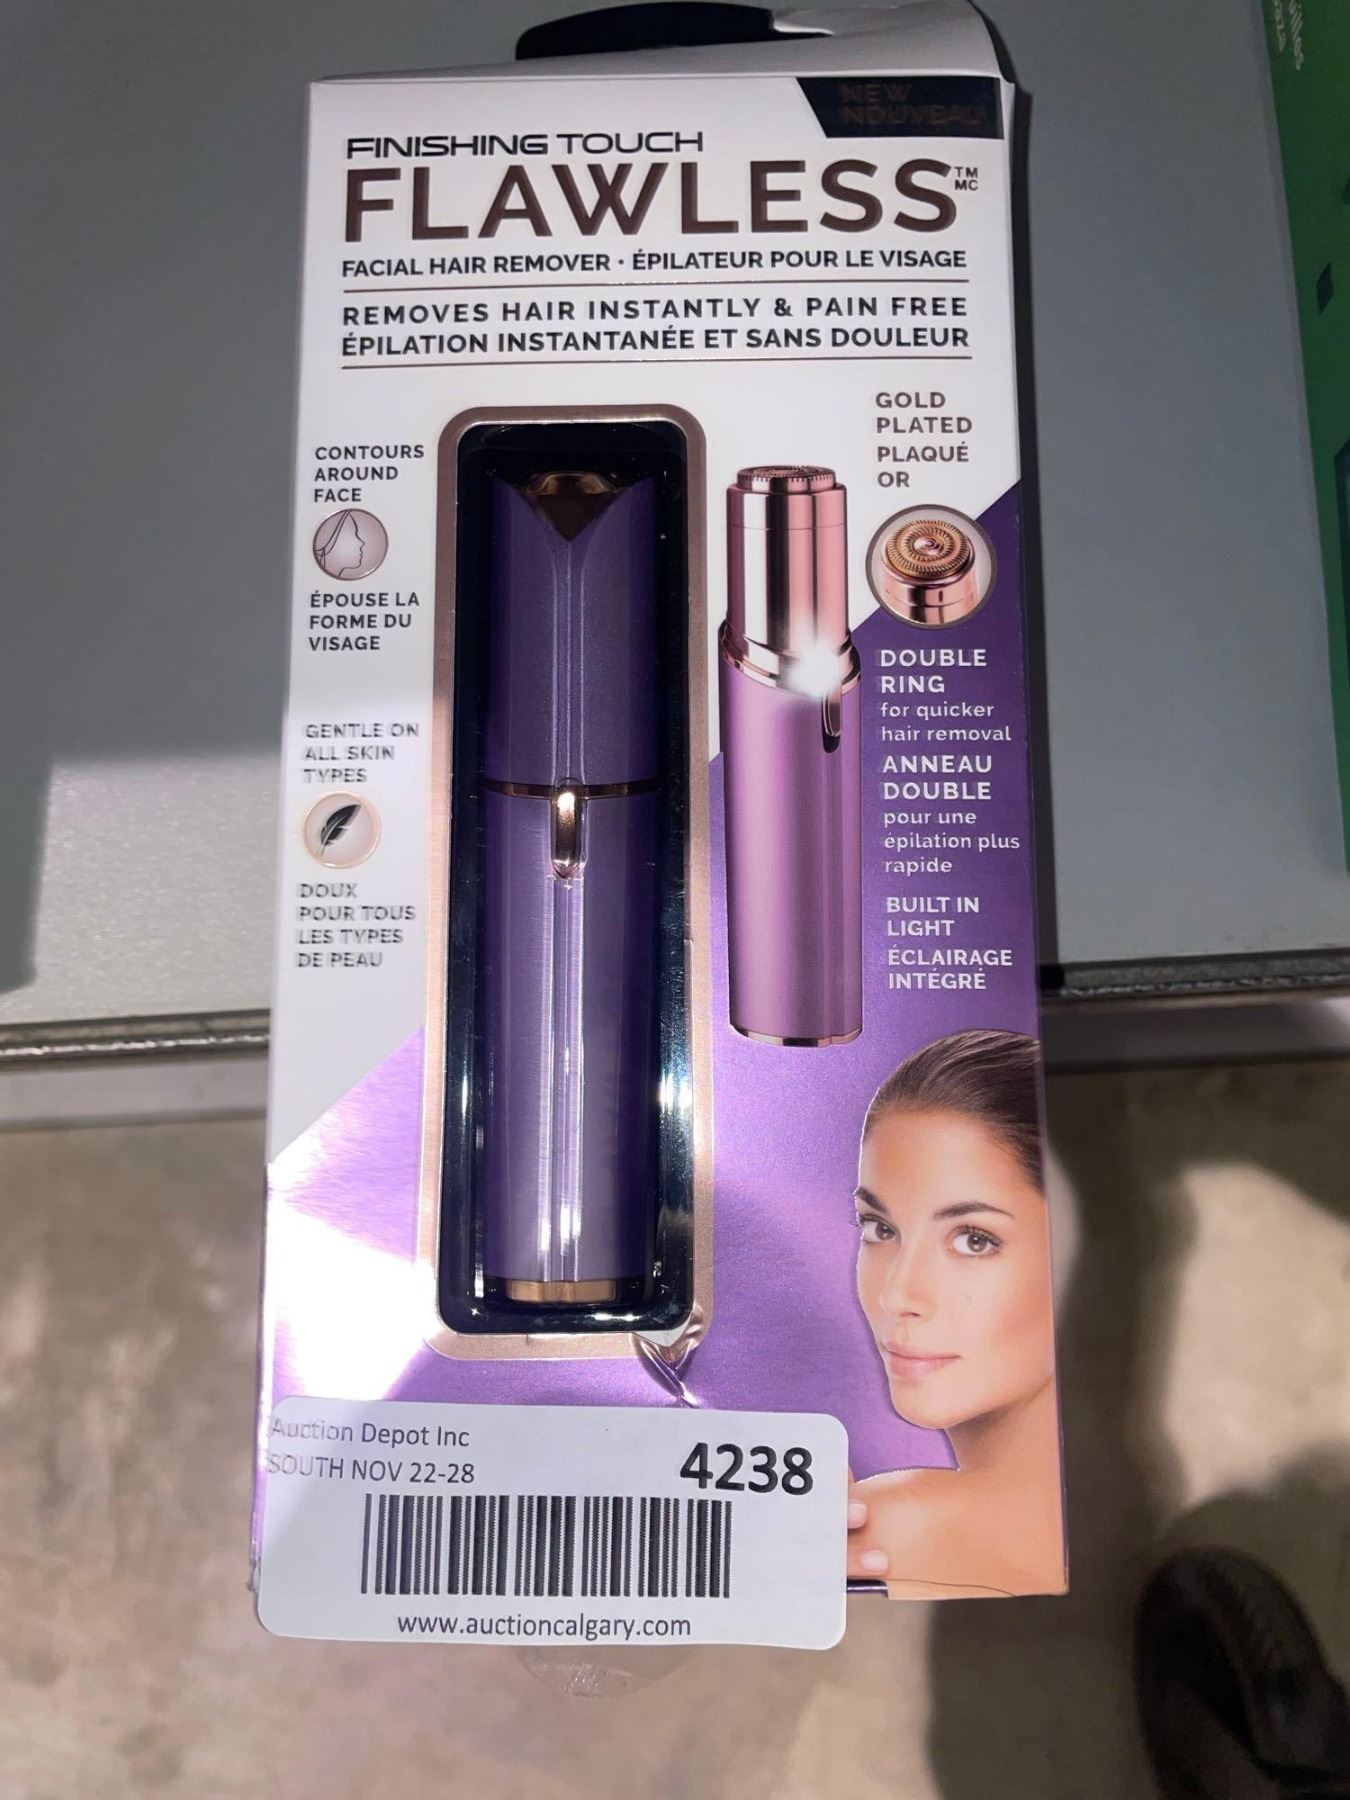 NEW
NOUVEAU
FINISHING TOUCH
FLAWLESS™ MC
FACIAL HAIR REMOVER • ÉPILATEUR POUR LE VISAGE
REMOVES HAIR INSTANTLY & PAIN FREE
ÉPILATION INSTANTANÉE ET SANS DOULEUR
CONTOURS
AROUND
FACE
ÉPOUSE LA
FORME DU
VISAGE
GENTLE ON
ALL SKIN
TYPES
DOUX
POUR TOUS
LES TYPES
DE PEAU
GOLD
PLATED
PLAQUÉ
OR
DOUBLE
RING
for quicker
hair removal
ANNEAU
DOUBLE
pour une
épilation plus
rapide
BUILT IN
LIGHT
ÉCLAIRAGE
INTÉGRÉ
Auction Depot Inc
SOUTH NOV 22-28
4238
www.auctioncalgary.com